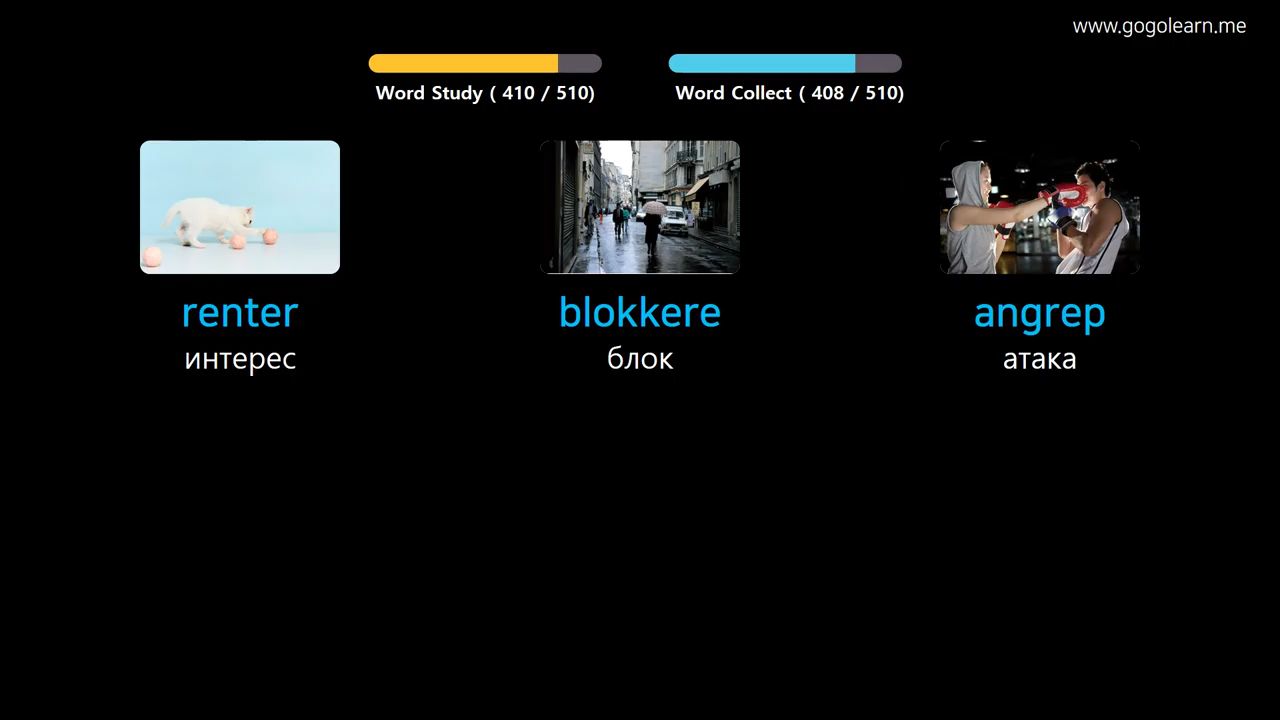 www.gogolearn.me
Word Study ( 410 / 510)
Word Collect ( 408 / 510)
renter
blokkere
angrep
интерес
блок
атака